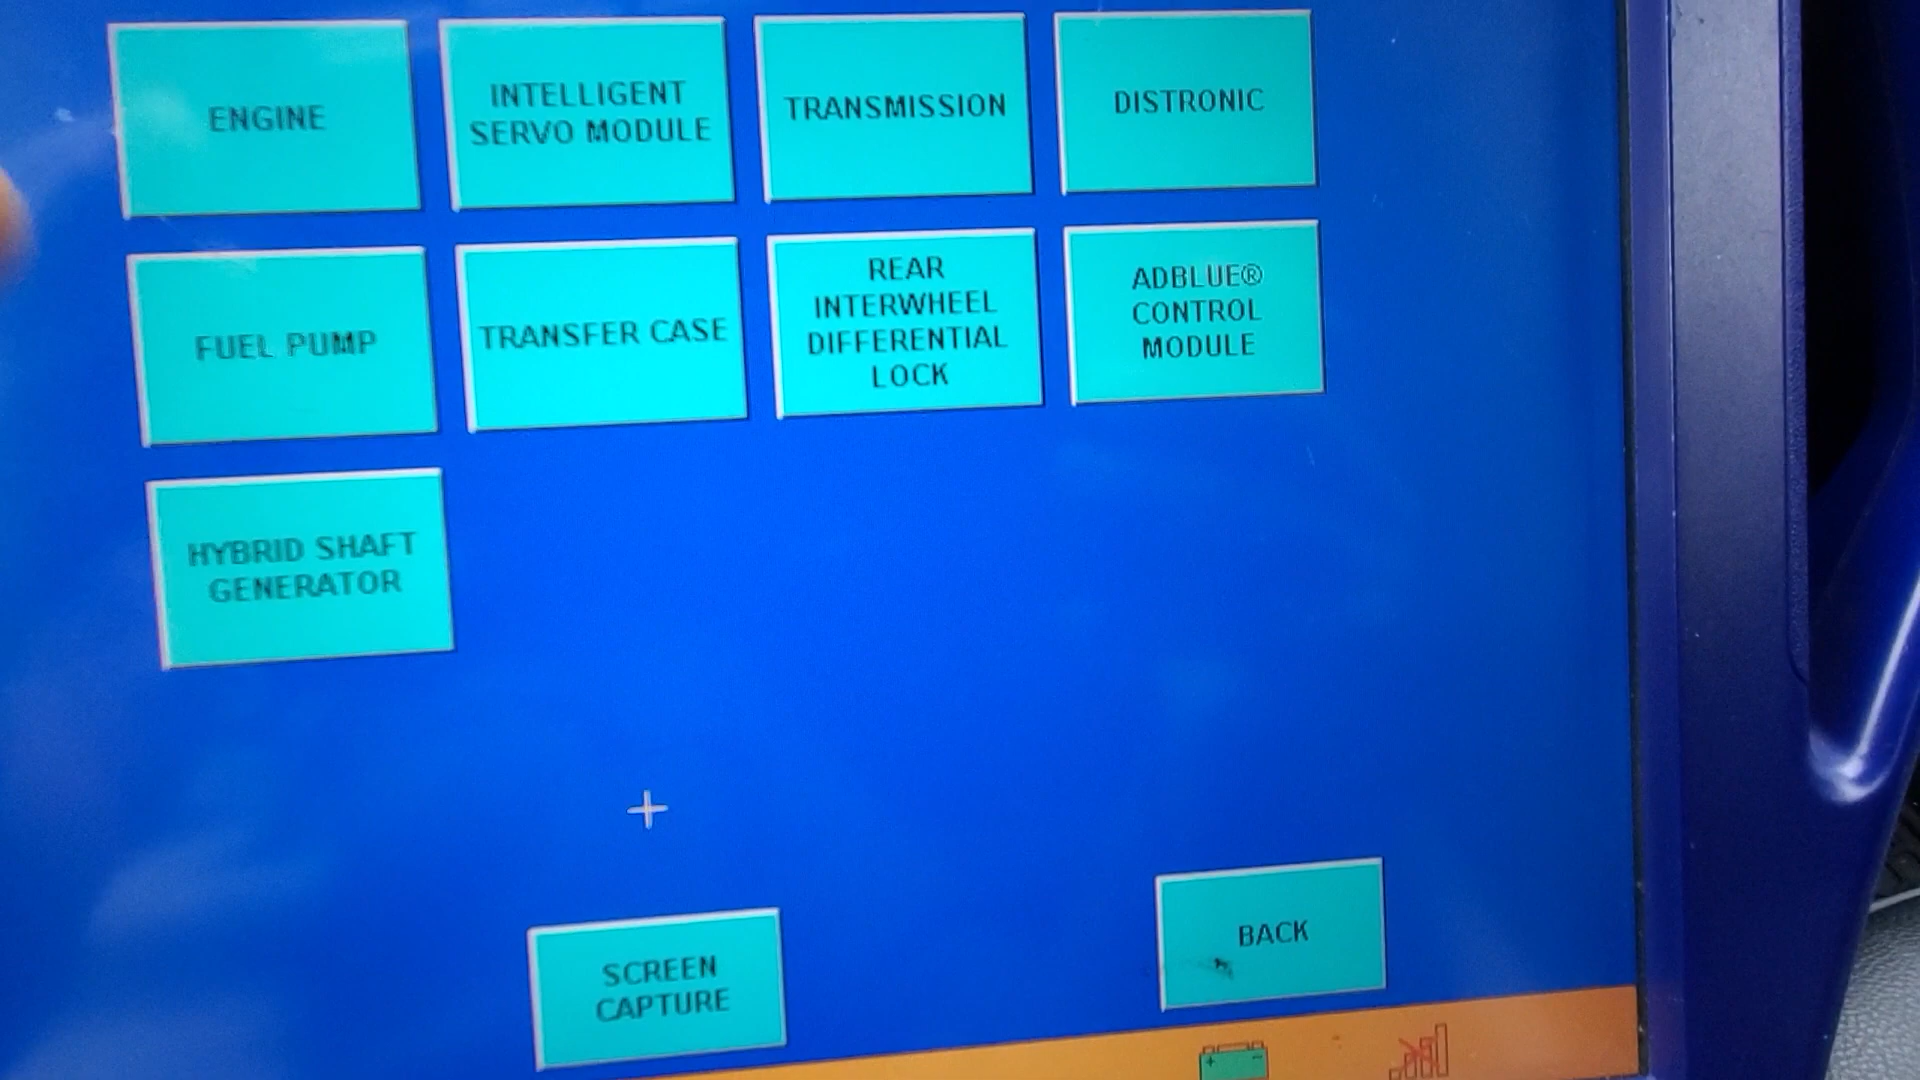 ENGINE
INTELLIGENT
SERVO MODULE
TRANSMISSION
DISTRONIC
FUEL PUMP
TRANSFER CASE
REAR
INTERWHEEL
DIFFERENTIAL
LOCK
ADBLUE®
CONTROL
MODULE
HYBRID SHAFT
GENERATOR
SCREEN
CAPTURE
BACK